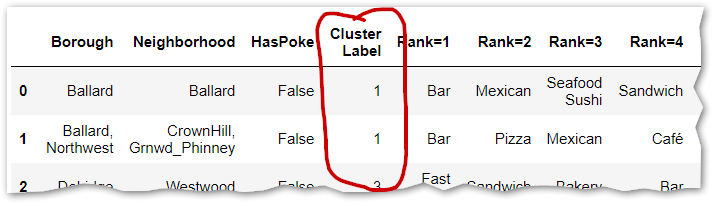 Borough Neighborhood HasPoke Cluster Label Rank=1 Rank=2 Rank=3 Rank=4
0 Ballard Ballard False 1 Bar Mexican Seafood Sushi Sandwich
1 Ballard, Northwest CrownHill, Grnwd_Phinney False 1 Bar Pizza Mexican Café
2 Westwood False 3 Fast Sandwich Bakery Bar